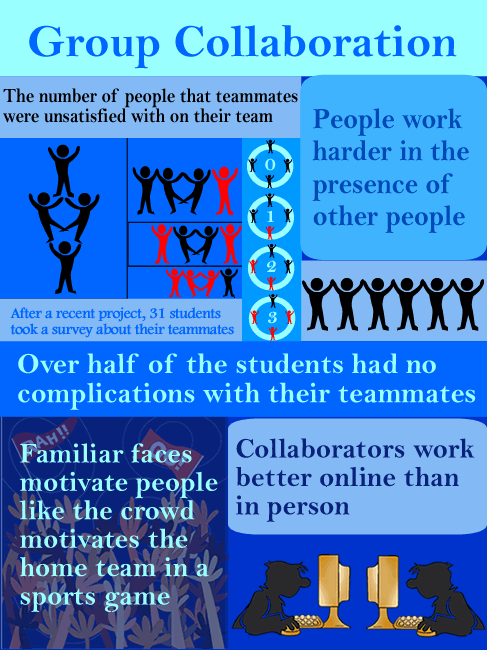 Group Collaboration
The number of people that teammates
were unsatisfied with on their team
People work
harder in the
presence of
other people
0
1
2
3
After a recent project, 31 students
took a survey about their teammates
Over half of the students had no
complications with their teammates
RAH!!
Familiar faces
motivate people
like the crowd
motivates the
home team in a
sports game
Collaborators work
better online than
in person